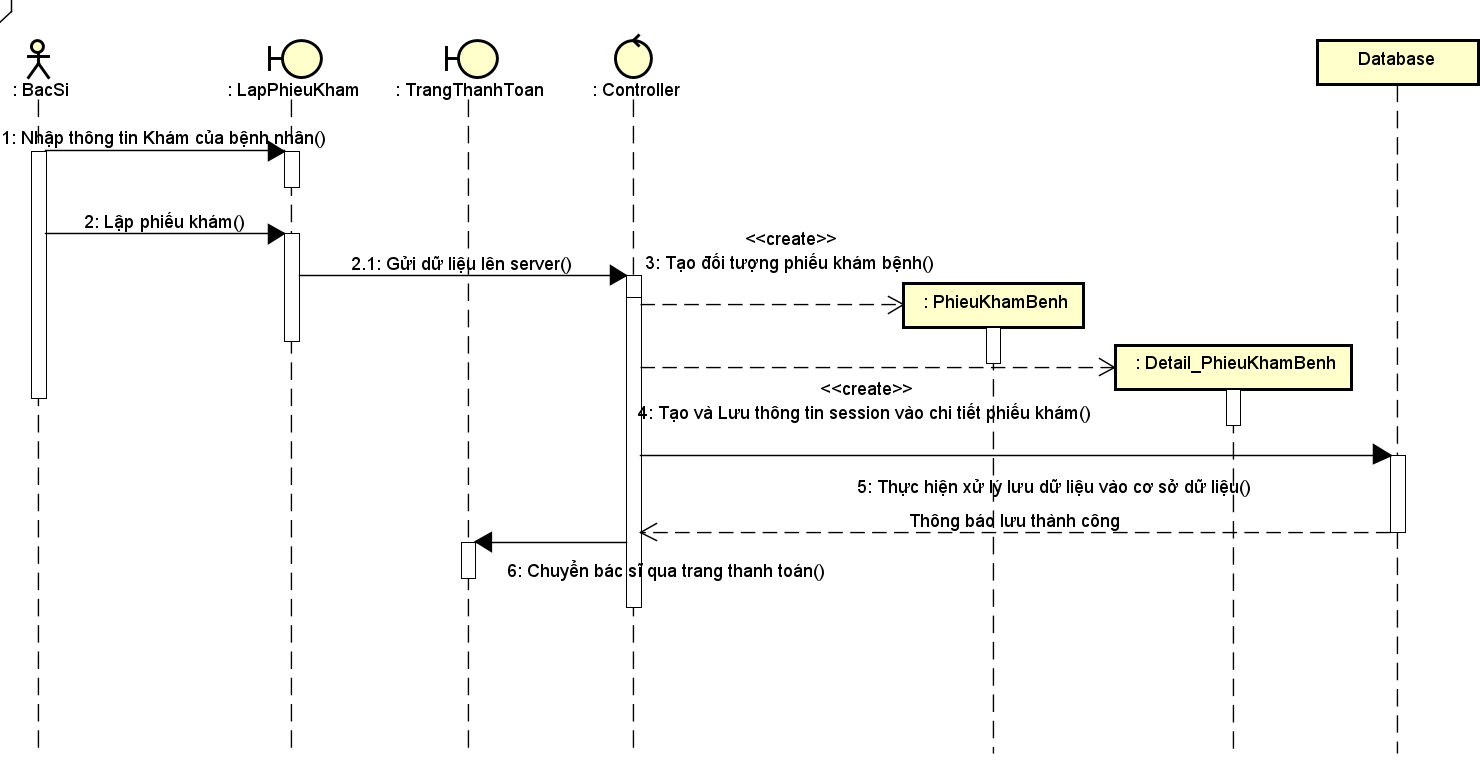 : BacSi
: LapPhieuKham
: TrangThanhToan
: Controller
Database
1: Nhập thông tin Khám của bệnh nhân()
2: Lập phiếu khám()
<<create>>
2.1: Gửi dữ liệu lên server()
3: Tạo đối tượng phiếu khám bệnh()
: PhieuKhamBenh
: Detail_PhieuKhamBenh
<<create>>
4: Tạo và Lưu thông tin session vào chi tiết phiếu khám()
5: Thực hiện xử lý lưu dữ liệu vào cơ sở dữ liệu()
Thông báo lưu thành công
6: Chuyển bác sĩ qua trang thanh toán()